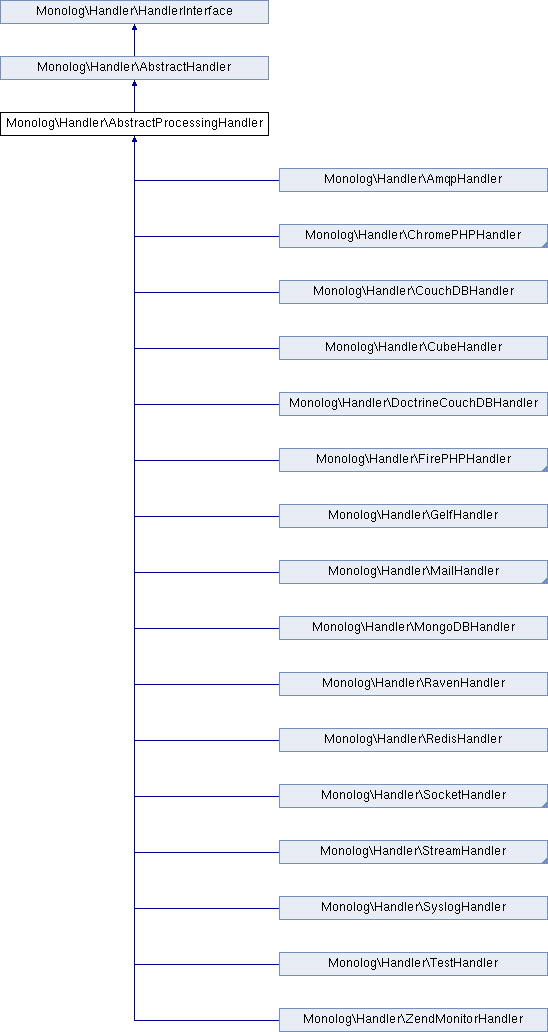 Monolog\Handler\HandlerInterface
Monolog\Handler\AbstractHandler
Monolog\Handler\AbstractProcessingHandler
Monolog\Handler\AmqpHandler
Monolog\Handler\ChromePHPHandler
Monolog\Handler\CouchDBHandler
Monolog\Handler\CubeHandler
Monolog\Handler\DoctrineCouchDBHandler
Monolog\Handler\FirePHPHandler
Monolog\Handler\GelfHandler
Monolog\Handler\MailHandler
Monolog\Handler\MongoDBHandler
Monolog\Handler\RavenHandler
Monolog\Handler\RedisHandler
Monolog\Handler\SocketHandler
Monolog\Handler\StreamHandler
Monolog\Handler\SyslogHandler
Monolog\Handler\TestHandler
Monolog\Handler\ZendMonitorHandler